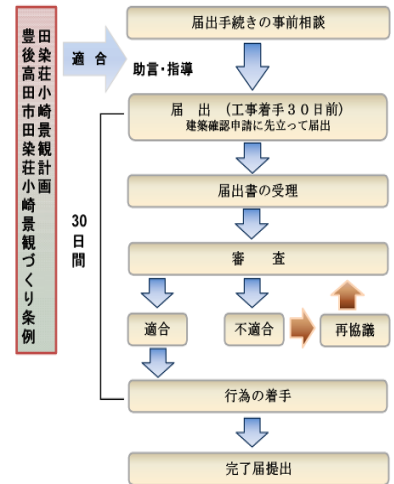 田染荘小崎景観計画
豊後高田市田染荘小崎景観づくり条例
適 合
助言・指導
届出手続きの事前相談
届 出 (工事着手30日前)
建築確認申請に先立って届出
届出書の受理
30日間
審 査
適合
不適合
再協議
行為の着手
完了届提出